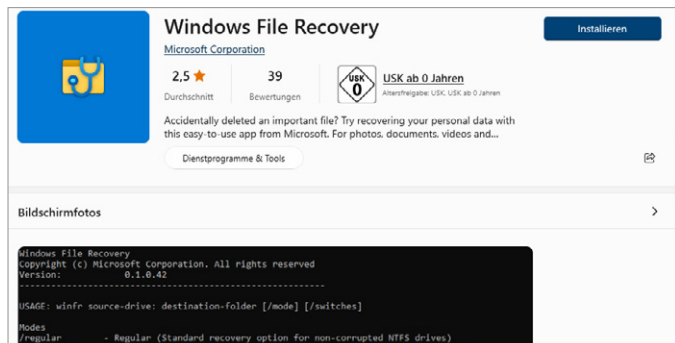 Windows File Recovery
Installieren
Microsoft Corporation
2,5 ★ 39 USK 0 USK ab 0 Jahren
Durchschnitt Bewertungen Altersfreigabe: USK, USK ab 0 Jahren
Accidentally deleted an important file? Try recovering your personal data with
this easy-to-use app from Microsoft. For photos, documents, videos and...
Dienstprogramme & Tools
Bildschirmfotos
Windows File Recovery
Copyright (c) Microsoft Corporation. All rights reserved
Version: 0.1.0.42
---------------------------------------------------------
USAGE: winfr source-drive: destination-folder [/mode] [/switches]
Modes
/regular - Regular (Standard recovery option for non-corrupted NTFS drives)